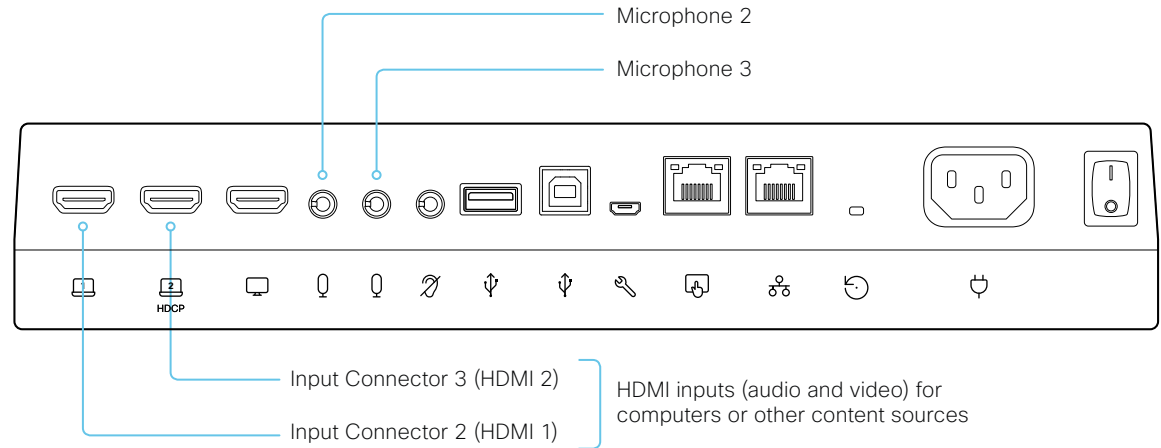 Microphone 2
Microphone 3
2
HDCP
Input Connector 3 (HDMI 2)
HDMI inputs (audio and video) for
computers or other content sources
Input Connector 2 (HDMI 1)